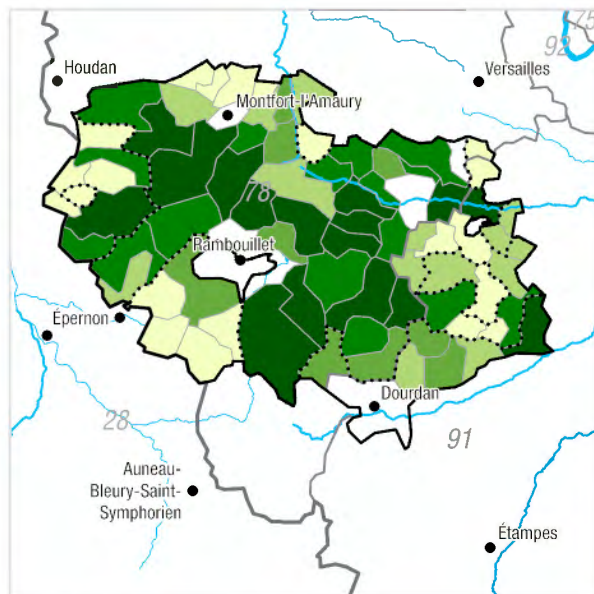 75
92
Houdan
Versailles
Montfort-l'Amaury
78
Rambouillet
Épernon
Dourdan
28
91
Auneau-
Bleury-Saint-
Symphorien
Étampes